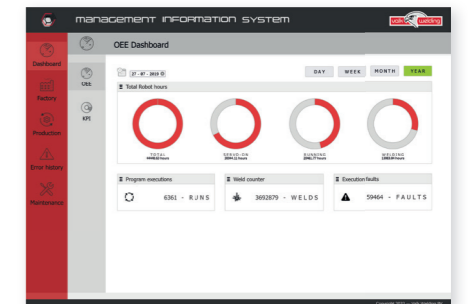 management information system
valk welding
OEE Dashboard
Dashboard
Factory
Production
Error history
Maintenance
OEE
KPI
27 - 07 - 2015
DAY WEEK MONTH YEAR
Total Robot hours
TOTAL
SERVO-ON
RUNNING
WELDING
Program executions
6361 - RUNS
Weld counter
3692879 - WELDS
Execution faults
59464 - FAULTS